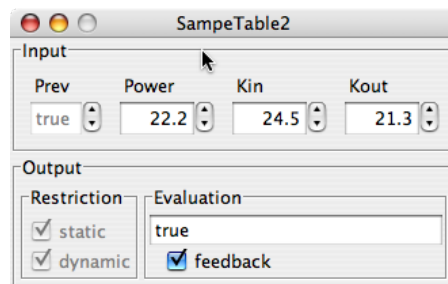 SampeTable2
Input
Prev Power Kin Kout
true 22.2 24.5 21.3
Output
Restriction Evaluation
static true
dynamic feedback